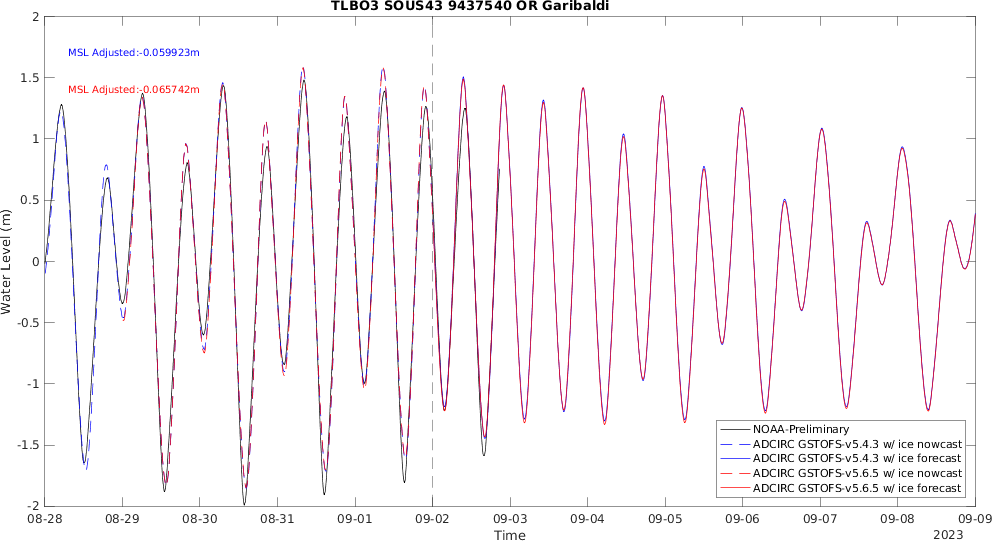 TLBO3 SOUS43 9437540 OR Garibaldi
2
MSL Adjusted:-0.059923m
1.5
MSL Adjusted:-0.065742m
1
0.5
Water Level (m)
0
-0.5
-1
-1.5
-2
NOAA-Preliminary
ADCIRC GSTOFS-v5.4.3 w/ ice nowcast
ADCIRC GSTOFS-v5.4.3 w/ ice forecast
ADCIRC GSTOFS-v5.6.5 w/ ice nowcast
ADCIRC GSTOFS-v5.6.5 w/ ice forecast
08-28 08-29 08-30 08-31 09-01 09-02 09-03 09-04 09-05 09-06 09-07 09-08 09-09
Time
2023